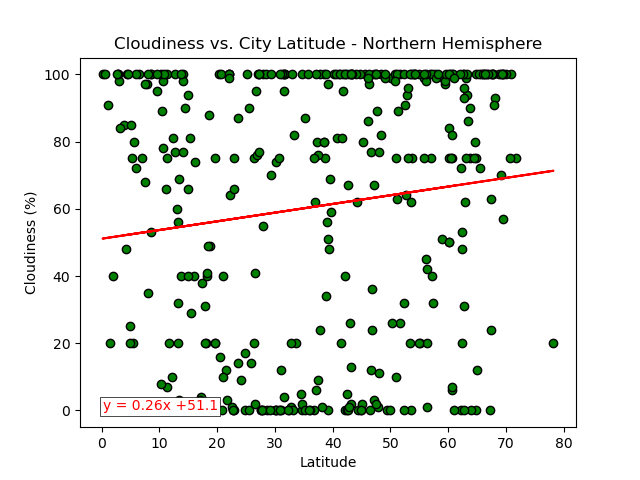 Cloudiness vs. City Latitude - Northern Hemisphere
100
80
60
40
20
0
Cloudiness (%)
y = 0.26x +51.1
0 10 20 30 40 50 60 70 80
Latitude